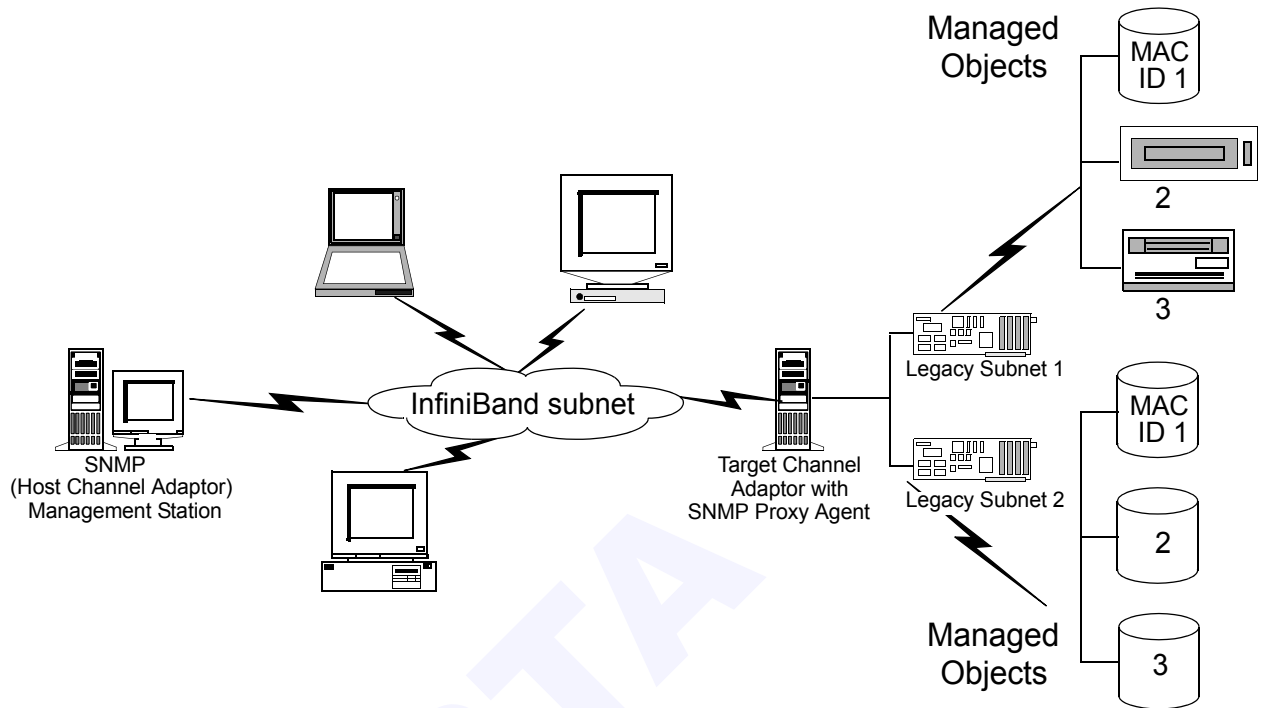 Managed
Objects
MAC
ID 1
2
3
Legacy Subnet 1
InfiniBand subnet
SNMP
(Host Channel Adaptor)
Management Station
Target Channel
Adaptor with
SNMP Proxy Agent
Legacy Subnet 2
MAC
ID 1
2
3
Managed
Objects